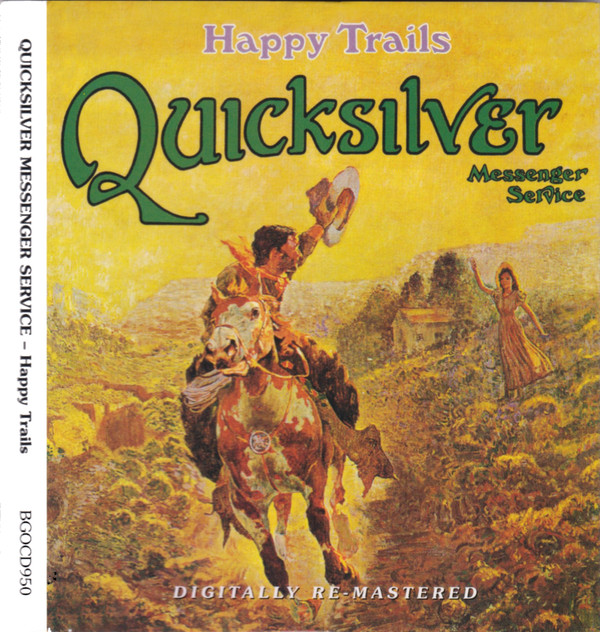 Happy Trails
Quicksilver
Messenger
Service
DIGITALLY RE-MASTERED
QUICKSILVER MESSENGER SERVICE – Happy Trails
BGOCD950